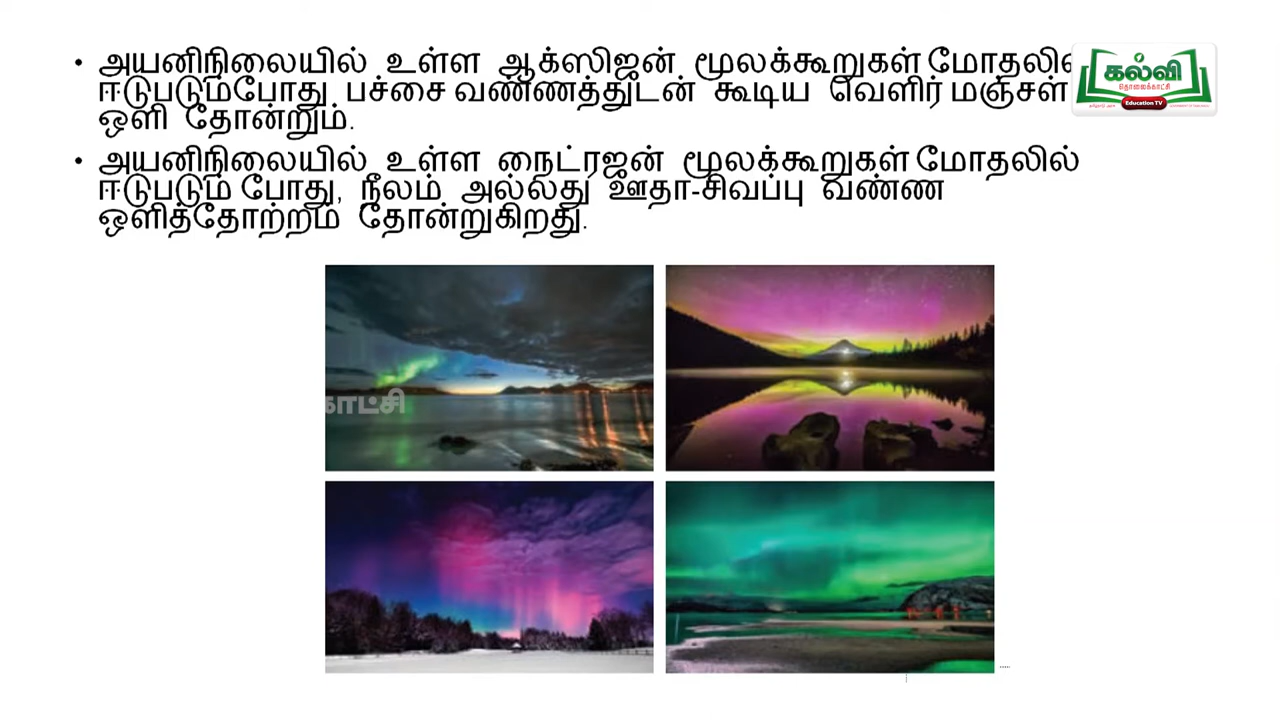 • அயனிநிலையில் உள்ள ஆக்ஸிஜன் மூலக்கூறுகள் மோதலில்
ஈடுபடும்போது பச்சை வண்ணத்துடன் கூடிய வெளிர் மஞ்சள்
ஒளி தோன்றும்.
• அயனிநிலையில் உள்ள நைட்ரஜன் மூலக்கூறுகள் மோதலில்
ஈடுபடும் போது, நீலம் அல்லது ஊதா-சிவப்பு வண்ண
ஒளித்தோற்றம் தோன்றுகிறது.
கல்வி
தொலைக்காட்சி
Education TV
காட்சி